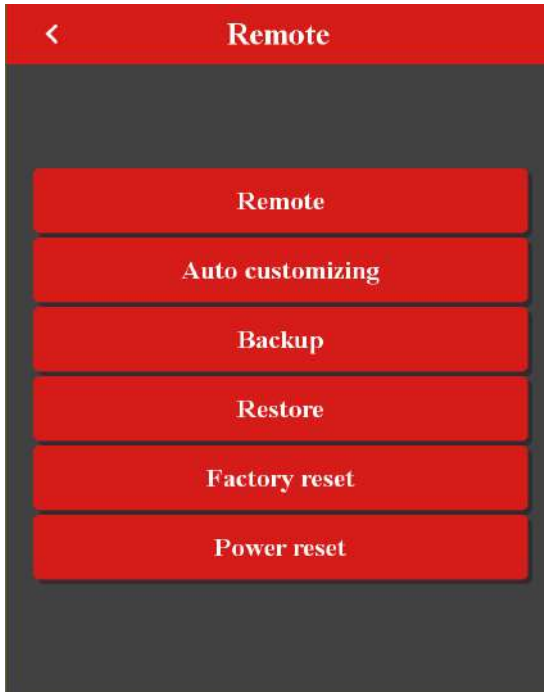 Remote
Remote
Auto customizing
Backup
Restore
Factory reset
Power reset